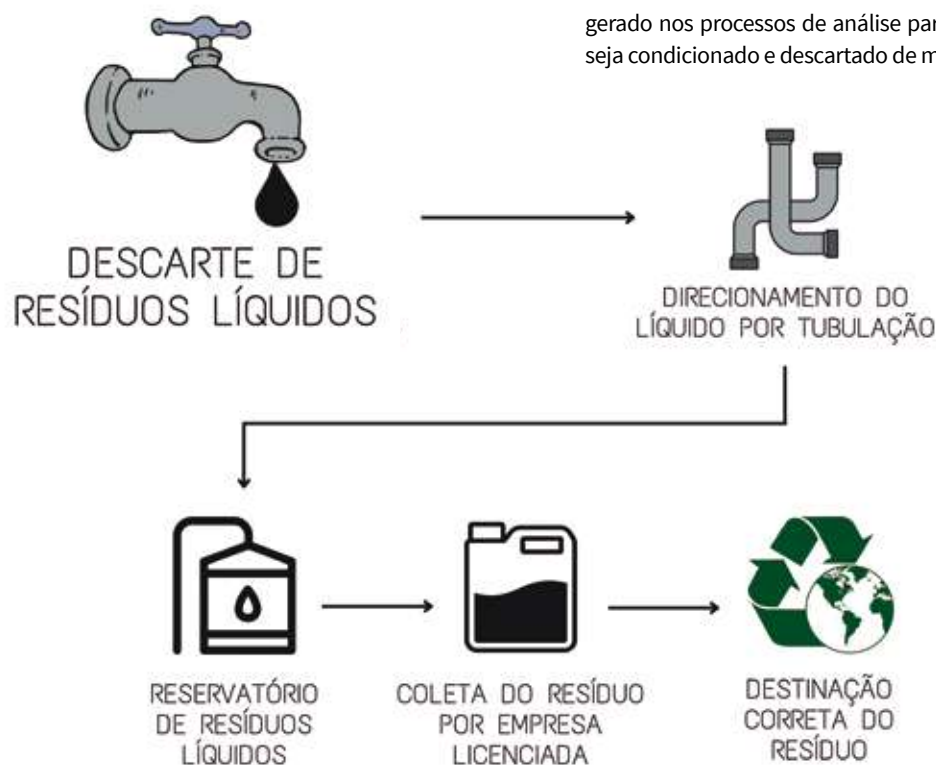 gerado nos processos de análise par
seja condicionado e descartado de m
DESCARTE DE
RESÍDUOS LÍQUIDOS
DIRECIONAMENTO DO
LÍQUIDO POR TUBULAÇÃO
RESERVATÓRIO
DE RESÍDUOS
LÍQUIDOS
COLETA DO RESÍDUO
POR EMPRESA
LICENCIADA
DESTINAÇÃO
CORRETA DO
RESÍDUO